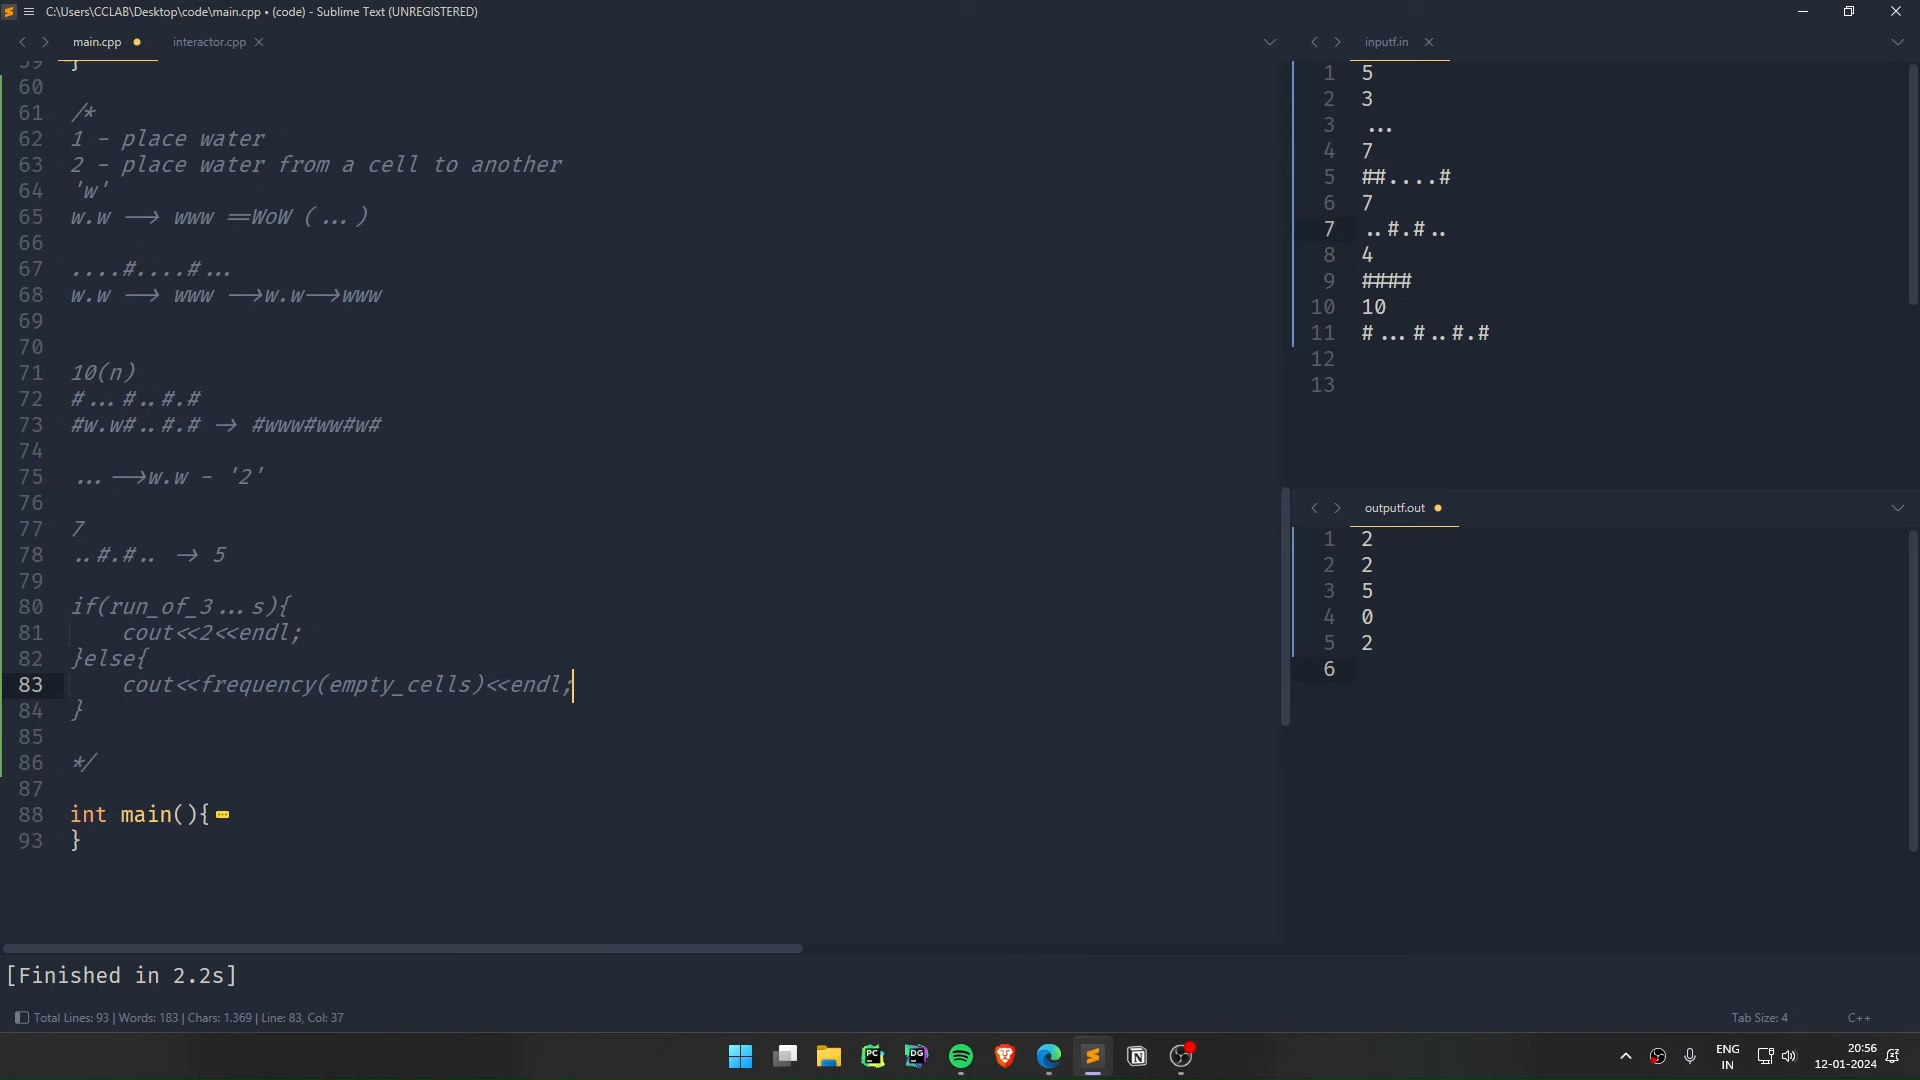 C:\Users\CCLAB\Desktop\code\main.cpp • (code) - Sublime Text (UNREGISTERED)
main.cpp
interactor.cpp
59 }
60
61 /*
62 1 - place water
63 2 - place water from a cell to another
64 'w'
65 w.w --> www ==WoW (...)
66
67 ....#....#...
68 w.w --> www -->w.w-->www
69
70
71 10(n)
72 #...#..#.#
73 #w.w#..#.# -> #www#ww#w#
74
75 ...-->w.w - '2'
76
77 7
78 ..#.#.. -> 5
79
80 if(run_of_3...s){
81 cout<<2<<endl;
82 }else{
83 cout<<frequency(empty_cells)<<endl;
84 }
85
86 */
87
88 int main(){
93 }
inputf.in
1 5
2 3
3 ...
4 7
5 ##....#
6 7
7 ..#.#..
8 4
9 ####
10 10
11 #...#..#.#
12
13
outputf.out
1 2
2 2
3 5
4 0
5 2
6
[Finished in 2.2s]
Total Lines: 93 | Words: 183 | Chars: 1.369 | Line: 83, Col: 37
Tab Size: 4
C++
PC
DG
ENG
IN
20:56
12-01-2024